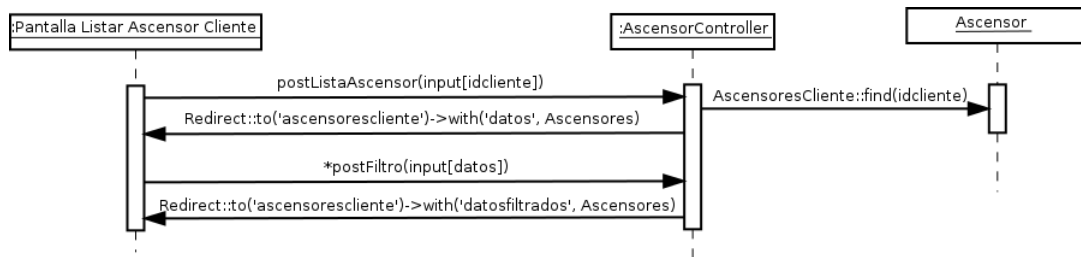 :Pantalla Listar Ascensor Cliente
:AscensorController
Ascensor
postListaAscensor(input[idcliente])
AscensoresCliente::find(idcliente)
Redirect::to('ascensorescliente')->with('datos', Ascensores)
*postFiltro(input[datos])
Redirect::to('ascensorescliente')->with('datosfiltrados', Ascensores)